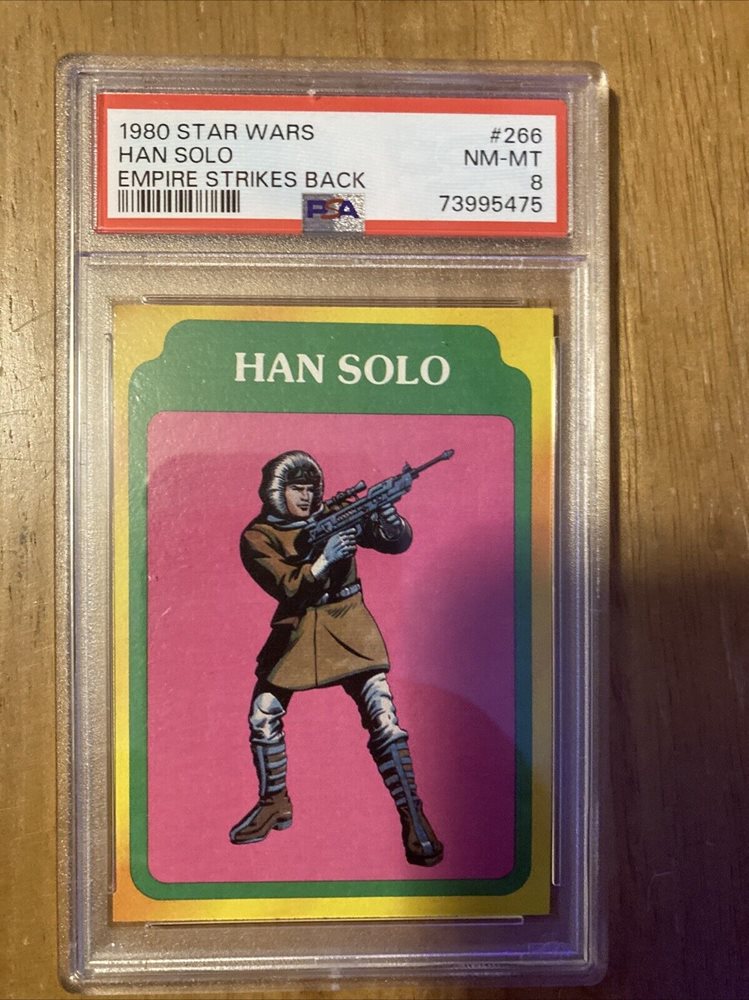 1980 STAR WARS #266
HAN SOLO NM-MT
EMPIRE STRIKES BACK 8
PSA 73995475
HAN SOLO